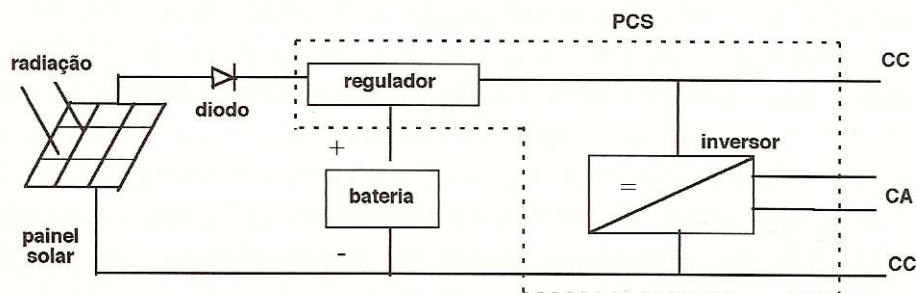 PCS
CC
radiação
regulador
diodo
+
inversor
bateria
=
CA
painel
solar
-
CC